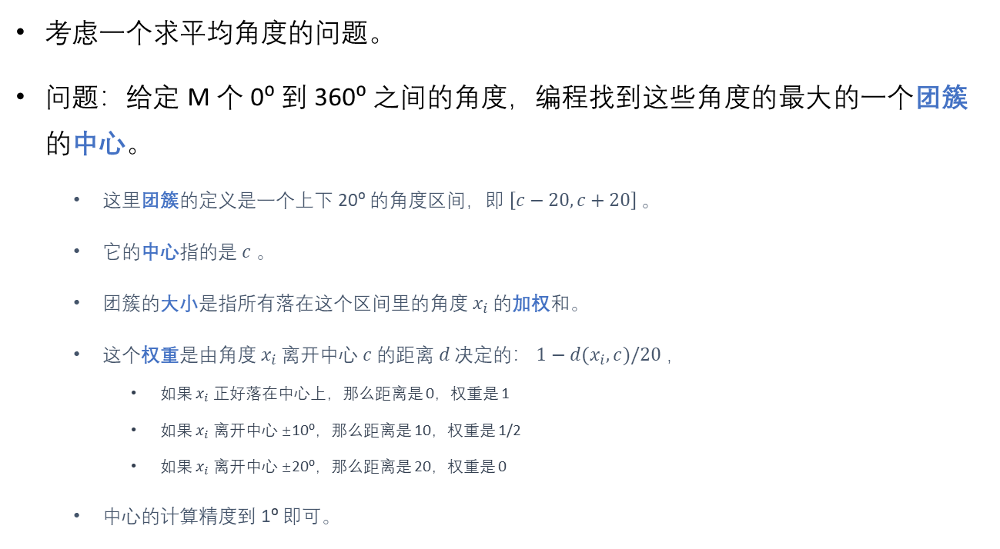 • 考虑一个求平均角度的问题。
• 问题：给定 M 个 0º 到 360º 之间的角度，编程找到这些角度的最大的一个团簇
的中心。
• 这里团簇的定义是一个上下 20º 的角度区间，即 [c − 20, c + 20] 。
• 它的中心指的是 c 。
• 团簇的大小是指所有落在这个区间里的角度 xᵢ 的加权和。
• 这个权重是由角度 xᵢ 离开中心 c 的距离 d 决定的： 1 − d(xᵢ, c)/20 ，
• 如果 xᵢ 正好落在中心上，那么距离是 0，权重是 1
• 如果 xᵢ 离开中心 ±10º，那么距离是 10，权重是 1/2
• 如果 xᵢ 离开中心 ±20º，那么距离是 20，权重是 0
• 中心的计算精度到 1º 即可。